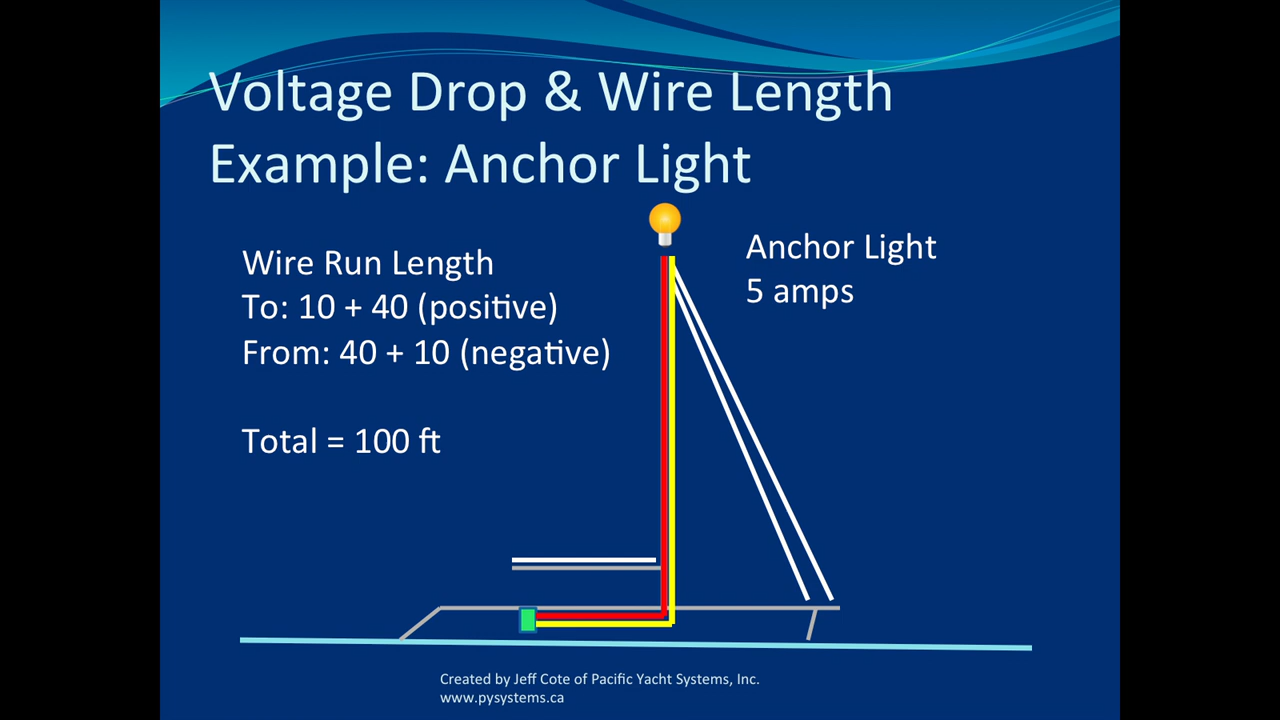 Voltage Drop & Wire Length
Example: Anchor Light
Wire Run Length
To: 10 + 40 (positive)
From: 40 + 10 (negative)
Total = 100 ft
Anchor Light
5 amps
Created by Jeff Cote of Pacific Yacht Systems, Inc.
www.pysystems.ca